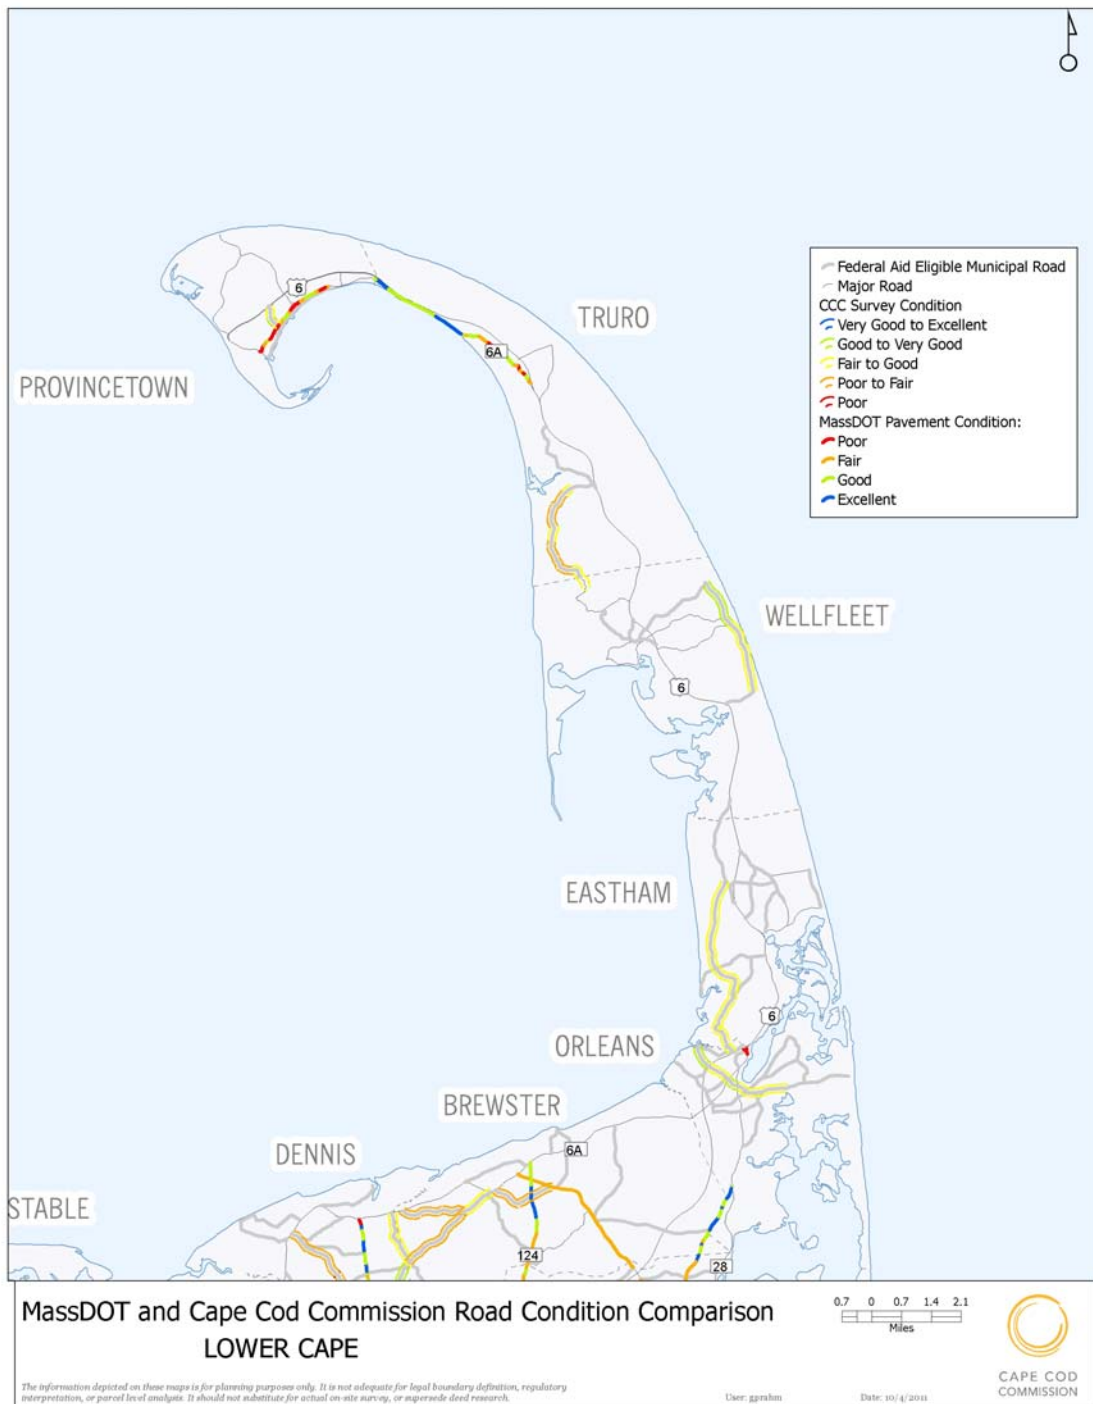 TRURO
6
6A
PROVINCETOWN
Federal Aid Eligible Municipal Road
Major Road
CCC Survey Condition
Very Good to Excellent
Good to Very Good
Fair to Good
Poor to Fair
Poor
MassDOT Pavement Condition:
Poor
Fair
Good
Excellent
WELLFLEET
6
EASTHAM
6
ORLEANS
BREWSTER
6A
DENNIS
STABLE
124
28
MassDOT and Cape Cod Commission Road Condition Comparison
LOWER CAPE
0.7 0 0.7 1.4 2.1
Miles
CAPE COD
COMMISSION
The information depicted on these maps is for planning purposes only. It is not adequate for legal boundary definition, regulatory
interpretation, or parcel level analysis. It should not substitute for actual on-site survey, or supersede deed research.
User: gprahm
Date: 10/4/2011